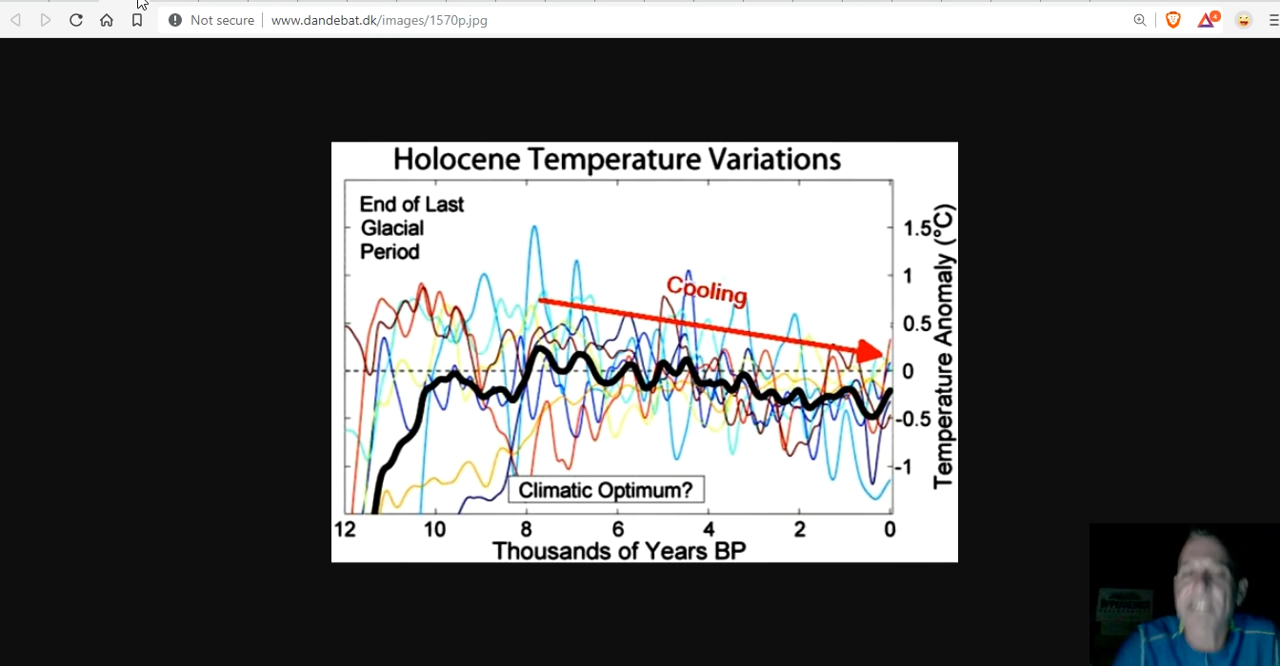 Not secure
www.dandebat.dk/images/1570p.jpg
4
Holocene Temperature Variations
End of Last
Glacial
Period
Cooling
1.5
1
0.5
0
-0.5
-1
Temperature Anomaly (°C)
Climatic Optimum?
12 10 8 6 4 2 0
Thousands of Years BP